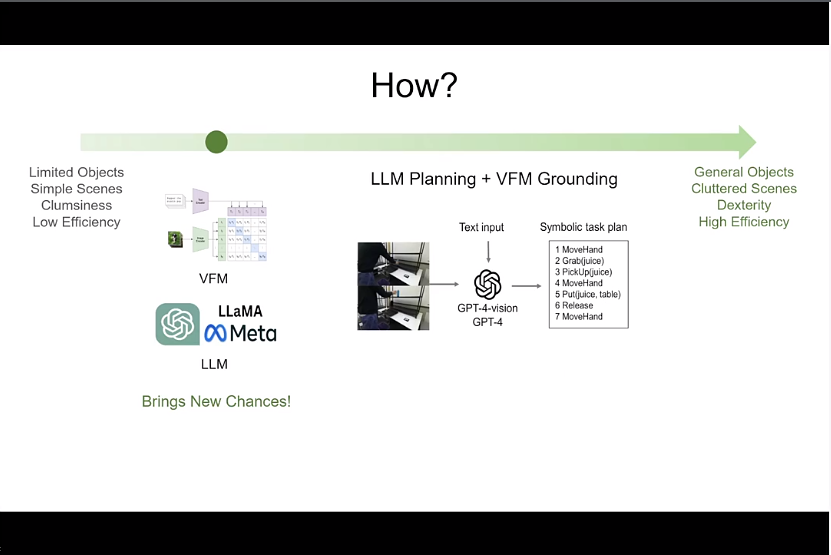 How?
Limited Objects
Simple Scenes
Clumsiness
Low Efficiency
VFM
LLaMA
Meta
LLM
Brings New Chances!
LLM Planning + VFM Grounding
Text input
GPT-4-vision
GPT-4
Symbolic task plan
1 MoveHand
2 Grab(juice)
3 PickUp(juice)
4 MoveHand
5 Put(juice, table)
6 Release
7 MoveHand
General Objects
Cluttered Scenes
Dexterity
High Efficiency